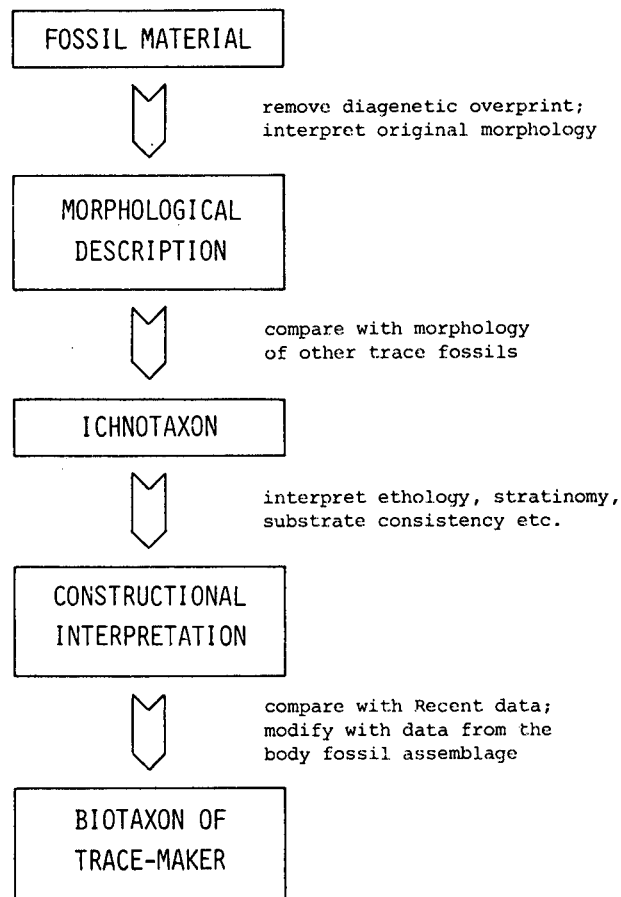 FOSSIL MATERIAL
remove diagenetic overprint;
interpret original morphology
MORPHOLOGICAL
DESCRIPTION
compare with morphology
of other trace fossils
ICHNOTAXON
interpret ethology, stratinomy,
substrate consistency etc.
CONSTRUCTIONAL
INTERPRETATION
compare with Recent data;
modify with data from the
body fossil assemblage
BIOTAXON OF
TRACE-MAKER